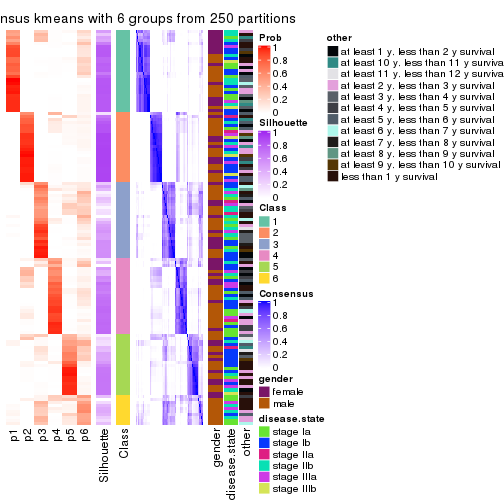 nsus kmeans with 6 groups from 250 partitions
Prob
1
0.8
0.6
0.4
0.2
0
Silhouette
1
0.8
0.6
0.4
0.2
0
Class
1
2
3
4
5
6
Consensus
1
0.8
0.6
0.4
0.2
0
gender
female
male
disease.state
stage Ia
stage Ib
stage IIa
stage IIb
stage IIIa
stage IIIb
other
at least 1 y. less than 2 y survival
at least 10 y. less than 11 y survival
at least 11 y. less than 12 y surviva
at least 2 y. less than 3 y survival
at least 3 y. less than 4 y survival
at least 4 y. less than 5 y survival
at least 5 y. less than 6 y survival
at least 6 y. less than 7 y survival
at least 7 y. less than 8 y survival
at least 8 y. less than 9 y survival
at least 9 y. less than 10 y survival
less than 1 y survival
p1
p2
p3
p4
p5
p6
Silhouette
Class
gender
disease.state
other